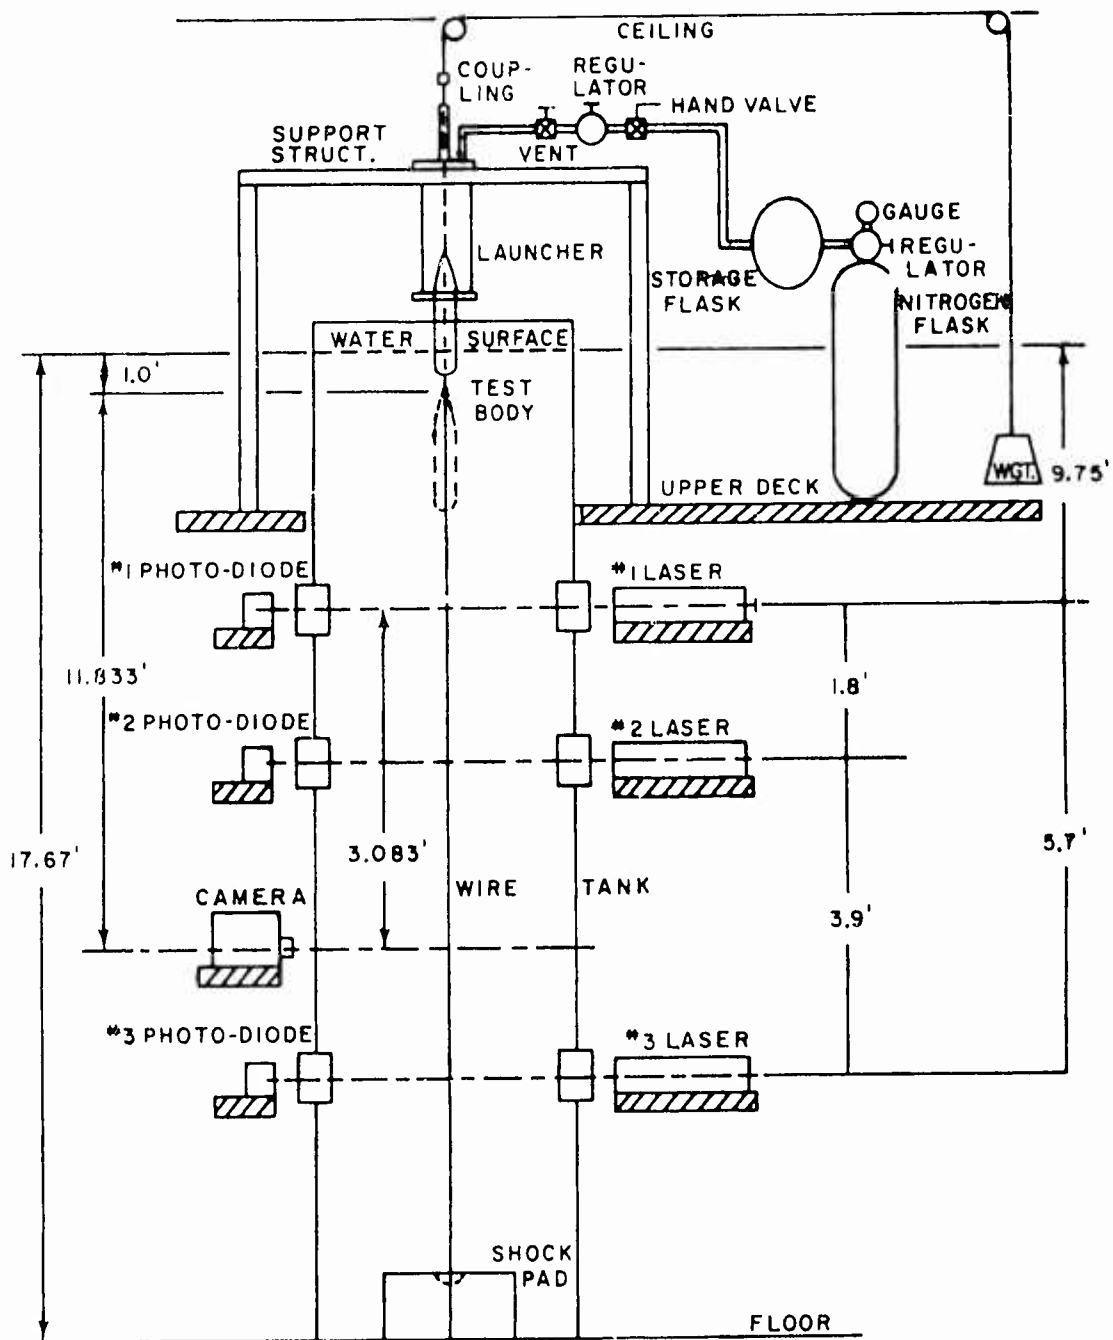 CEILING
COUP-
LING
REGU-
LATOR
HAND VALVE
SUPPORT
STRUCT.
VENT
GAUGE
REGU-
LATOR
LAUNCHER
STORAGE
FLASK
NITROGEN
FLASK
WATER SURFACE
1.0'
TEST
BODY
WGT.
9.75'
UPPER DECK
#1 PHOTO-DIODE
#1 LASER
11.833'
1.8'
#2 PHOTO-DIODE
#2 LASER
17.67'
3.083'
5.7'
CAMERA
WIRE
TANK
3.9'
#3 PHOTO-DIODE
#3 LASER
SHOCK
PAD
FLOOR